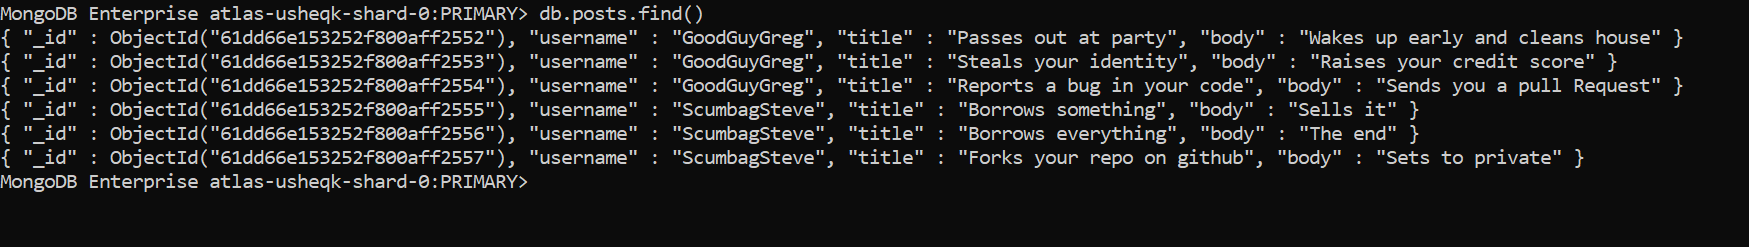 MongoDB Enterprise atlas-usheqk-shard-0:PRIMARY> db.posts.find()
{ "_id" : ObjectId("61dd66e153252f800aff2552"), "username" : "GoodGuyGreg", "title" : "Passes out at party", "body" : "Wakes up early and cleans house" }
{ "_id" : ObjectId("61dd66e153252f800aff2553"), "username" : "GoodGuyGreg", "title" : "Steals your identity", "body" : "Raises your credit score" }
{ "_id" : ObjectId("61dd66e153252f800aff2554"), "username" : "GoodGuyGreg", "title" : "Reports a bug in your code", "body" : "Sends you a pull Request" }
{ "_id" : ObjectId("61dd66e153252f800aff2555"), "username" : "ScumbagSteve", "title" : "Borrows something", "body" : "Sells it" }
{ "_id" : ObjectId("61dd66e153252f800aff2556"), "username" : "ScumbagSteve", "title" : "Borrows everything", "body" : "The end" }
{ "_id" : ObjectId("61dd66e153252f800aff2557"), "username" : "ScumbagSteve", "title" : "Forks your repo on github", "body" : "Sets to private" }
MongoDB Enterprise atlas-usheqk-shard-0:PRIMARY>